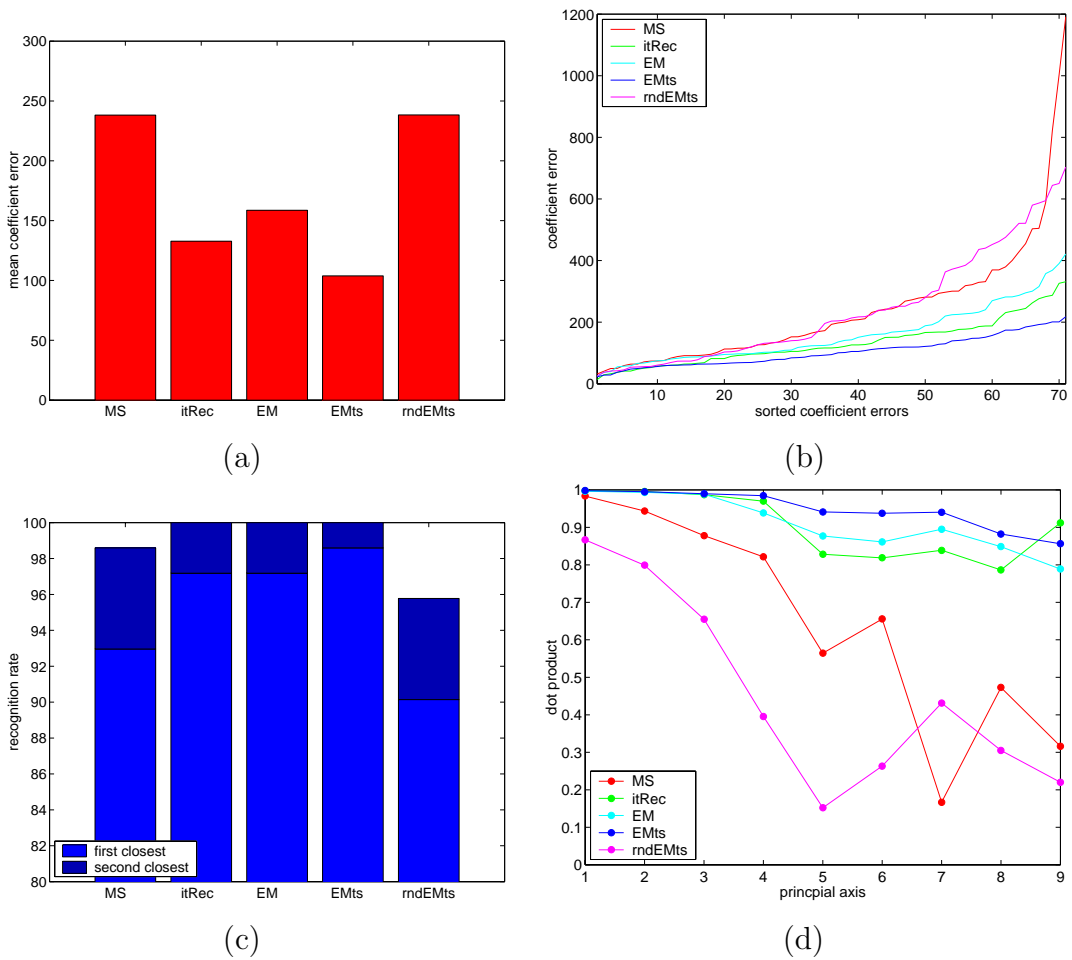 300
250
200
150
100
50
0
mean coefficient error
MS itRec EM EMts rndEMts
(a)
1200
1000
800
600
400
200
0
coefficient error
MS
itRec
EM
EMts
rndEMts
10 20 30 40 50 60 70
sorted coefficient errors
(b)
100
98
96
94
92
90
88
86
84
82
80
recognition rate
first closest
second closest
MS itRec EM EMts rndEMts
(c)
1
0.9
0.8
0.7
0.6
0.5
0.4
0.3
0.2
0.1
0
dot product
MS
itRec
EM
EMts
rndEMts
1 2 3 4 5 6 7 8 9
princpial axis
(d)